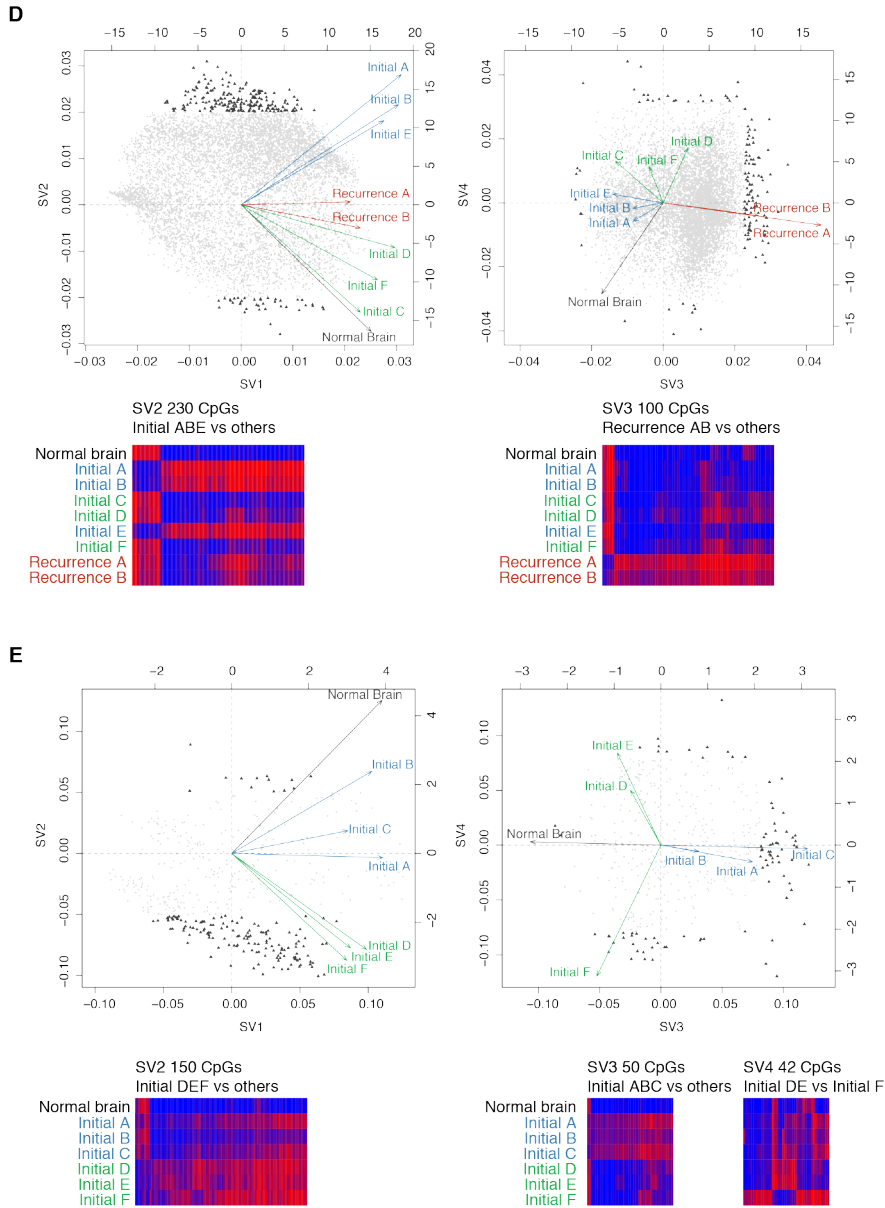 D
−15 −10 −5 0 5 10 15 20
−15 −10 −5 0 5 10 15
0.03
0.02
0.01
0.00
−0.01
−0.02
−0.03
SV2
Initial A
Initial B
Initial E
Recurrence A
Recurrence B
Initial D
Initial F
Initial C
Normal Brain
15
10
5
0
−5
−10
−15
−0.03 −0.02 −0.01 0.00 0.01 0.02 0.03
SV1
0.04
0.02
0.00
−0.02
−0.04
SV4
Initial D
Initial C
Initial F
Initial E
Initial B
Initial A
Recurrence B
Recurrence A
Normal Brain
15
10
5
0
−5
−10
−15
−0.04 −0.02 0.00 0.02 0.04
SV3
SV2 230 CpGs
Initial ABE vs others
Normal brain
Initial A
Initial B
Initial C
Initial D
Initial E
Initial F
Recurrence A
Recurrence B
SV3 100 CpGs
Recurrence AB vs others
Normal brain
Initial A
Initial B
Initial C
Initial D
Initial E
Initial F
Recurrence A
Recurrence B
E
−2 0 2 4
−3 −2 −1 0 1 2 3
0.10
0.05
0.00
−0.05
−0.10
SV2
Normal Brain
Initial B
Initial C
Initial A
Initial D
Initial E
Initial F
4
2
0
−2
−0.10 −0.05 0.00 0.05 0.10
SV1
0.10
0.05
0.00
−0.05
−0.10
SV4
Initial E
Initial D
Normal Brain
Initial B
Initial C
Initial A
Initial F
3
2
1
0
−1
−2
−3
−0.10 −0.05 0.00 0.05 0.10
SV3
SV2 150 CpGs
Initial DEF vs others
Normal brain
Initial A
Initial B
Initial C
Initial D
Initial E
Initial F
SV3 50 CpGs
Initial ABC vs others
SV4 42 CpGs
Initial DE vs Initial F
Normal brain
Initial A
Initial B
Initial C
Initial D
Initial E
Initial F